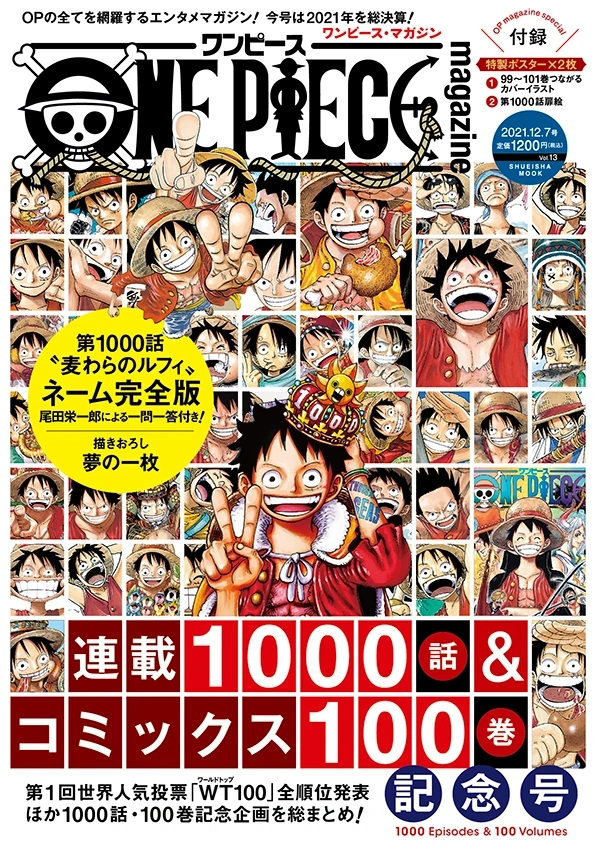 OPの全てを網羅するエンタメマガジン! 今号は2021年を総決算!
ワンピース・マガジン
ワンピース
ONE PIECE
magazine
OP magazine special
付録
特製ポスター×2枚
1 99～101巻つながる
カバーイラスト
2 第1000話扉絵
2021.12.7号
定価1200円(税込)
Vol.13
SHUEISHA
MOOK
第1000話
〝麦わらのルフィ〟
ネーム完全版
尾田栄一郎による一問一答付き!
描きおろし
夢の一枚
1000
ワンピース
ONE PIECE
連載1000話&
コミックス100巻
記念号
1000 Episodes & 100 Volumes
第1回世界人気投票「WT100」全順位発表
ワールドトップ
ほか1000話・100巻記念企画を総まとめ!